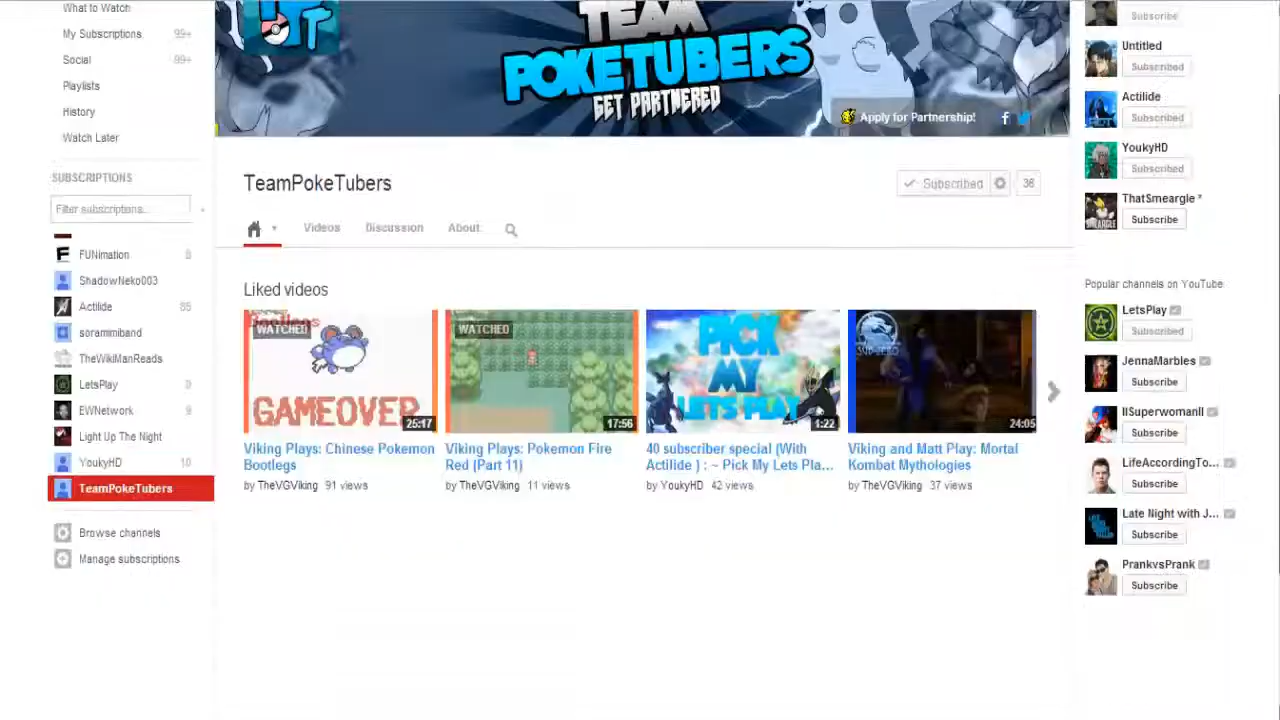 What to Watch
My Subscriptions 99+
Social 99+
Playlists
History
Watch Later
SUBSCRIPTIONS
Filter subscriptions...
FUNimation
ShadowNeko003
Actilide
sorammiband
TheWikiManReads
LetsPlay
EWNetwork
Light Up The Night
YoukyHD 10
TeamPokeTubers
Browse channels
Manage subscriptions
TEAM
POKETUBERS
GET PARTNERED
Apply for Partnership!
TeamPokeTubers
Subscribed
Videos Discussion About
Liked videos
WATCHED
GAMEOVER
25:17
Viking Plays: Chinese Pokemon
Bootlegs
by TheVGViking 91 views
WATCHED
17:56
Viking Plays: Pokemon Fire
Red (Part 11)
by TheVGViking 11 views
PICK
MY
LETS PLAY
1:22
40 subscriber special (With
Actilide ) : ~ Pick My Lets Pla...
by YoukyHD 42 views
SUB-ZERO
24:05
Viking and Matt Play: Mortal
Kombat Mythologies
by TheVGViking 37 views
Subscribe
Untitled
Subscribed
Actilide
Subscribed
YoukyHD
Subscribed
ThatSmeargle *
Subscribe
Popular channels on YouTube
LetsPlay
Subscribed
JennaMarbles
Subscribe
IISuperwomanII
Subscribe
LifeAccordingTo...
Subscribe
Late Night with J...
Subscribe
PrankvsPrank
Subscribe